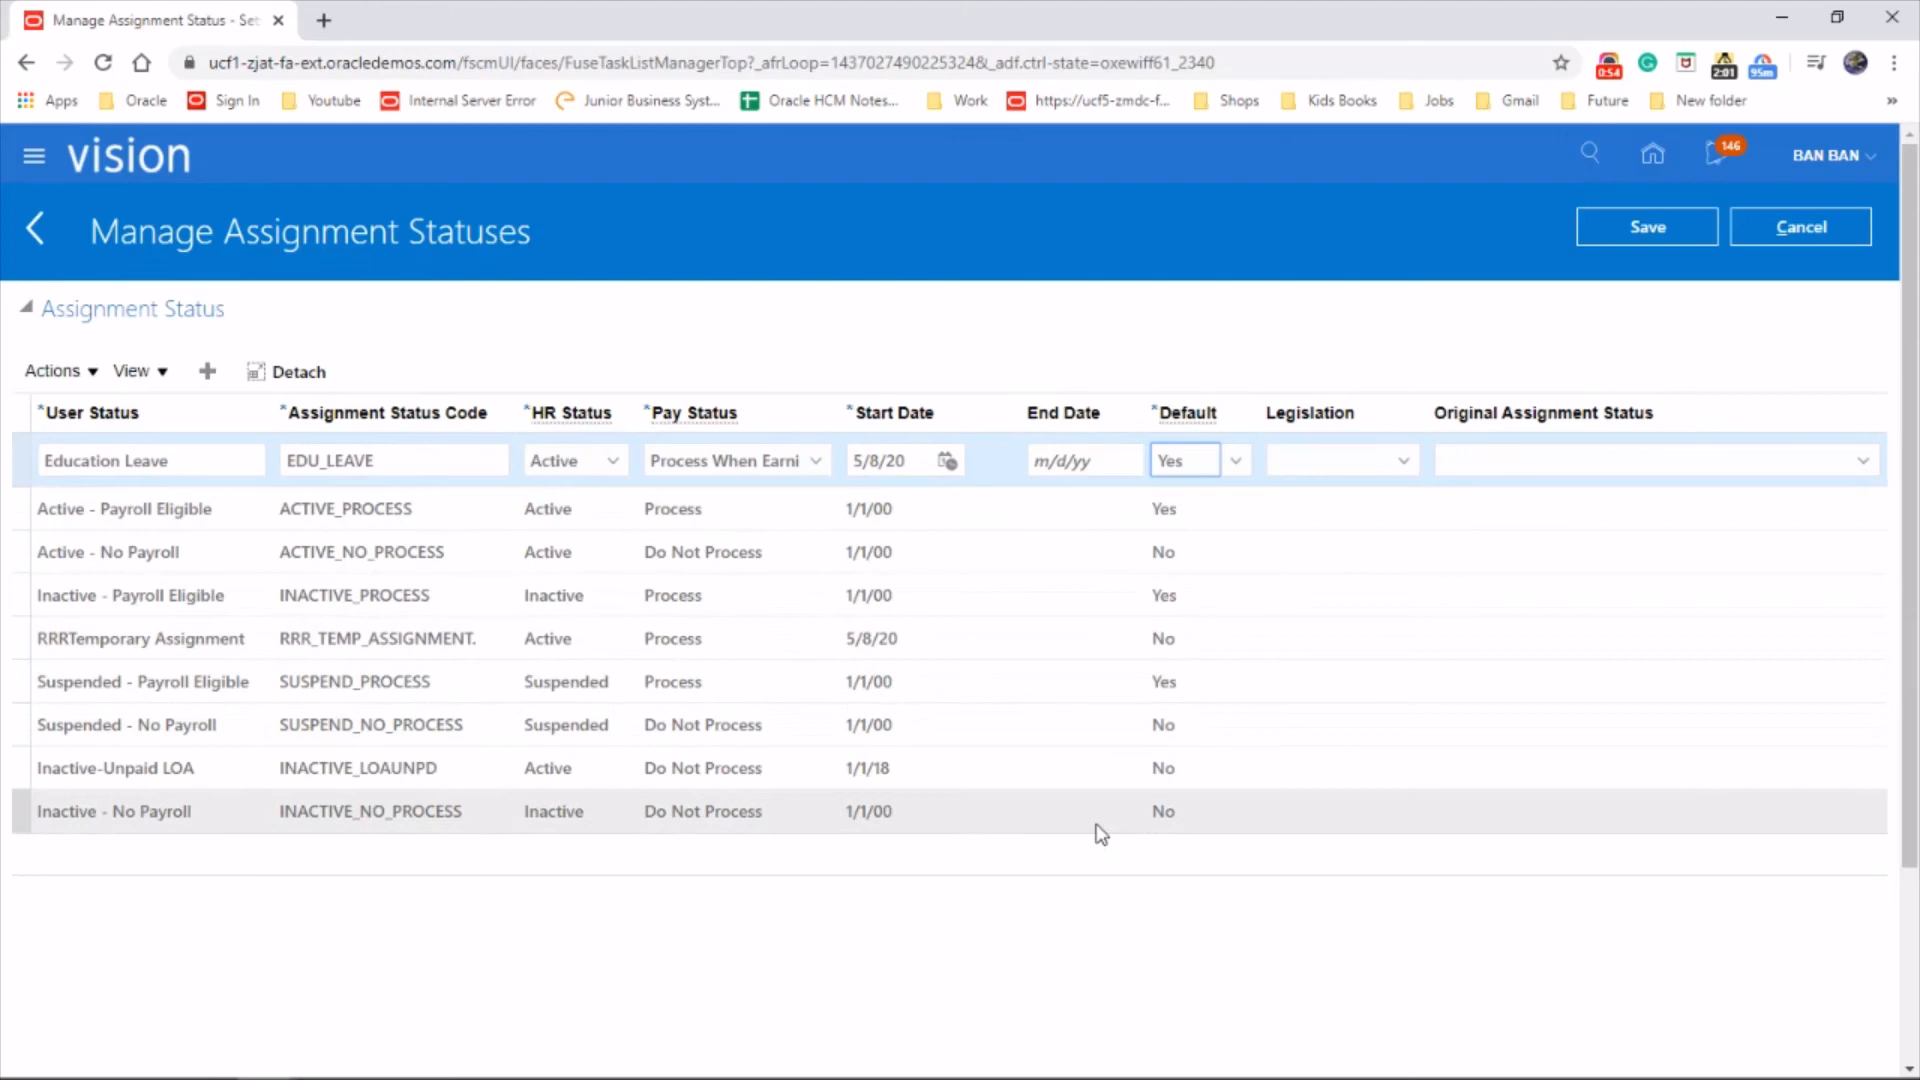 Manage Assignment Status - Set
ucf1-zjat-fa-ext.oracledemos.com/fscmUI/faces/FuseTaskListManagerTop?_afrLoop=14370274902253248&_adf.ctrl-state=oxewiff61_2340
0:54 2:01 95m
Apps Oracle Sign In Youtube Internal Server Error Junior Business Syst... Oracle HCM Notes... Work https://ucf5-zmdc-f... Shops Kids Books Jobs Gmail Future New folder »
vision 146 BAN BAN
Manage Assignment Statuses Save Cancel
Assignment Status
Actions View Detach
*User Status *Assignment Status Code *HR Status *Pay Status *Start Date End Date *Default Legislation Original Assignment Status
Education Leave EDU_LEAVE Active Process When Earni 5/8/20 m/d/yy Yes
Active - Payroll Eligible ACTIVE_PROCESS Active Process 1/1/00 Yes
Active - No Payroll ACTIVE_NO_PROCESS Active Do Not Process 1/1/00 No
Inactive - Payroll Eligible INACTIVE_PROCESS Inactive Process 1/1/00 Yes
RRRTemporary Assignment RRR_TEMP_ASSIGNMENT. Active Process 5/8/20 No
Suspended - Payroll Eligible SUSPEND_PROCESS Suspended Process 1/1/00 Yes
Suspended - No Payroll SUSPEND_NO_PROCESS Suspended Do Not Process 1/1/00 No
Inactive-Unpaid LOA INACTIVE_LOAUNPD Active Do Not Process 1/1/18 No
Inactive - No Payroll INACTIVE_NO_PROCESS Inactive Do Not Process 1/1/00 No